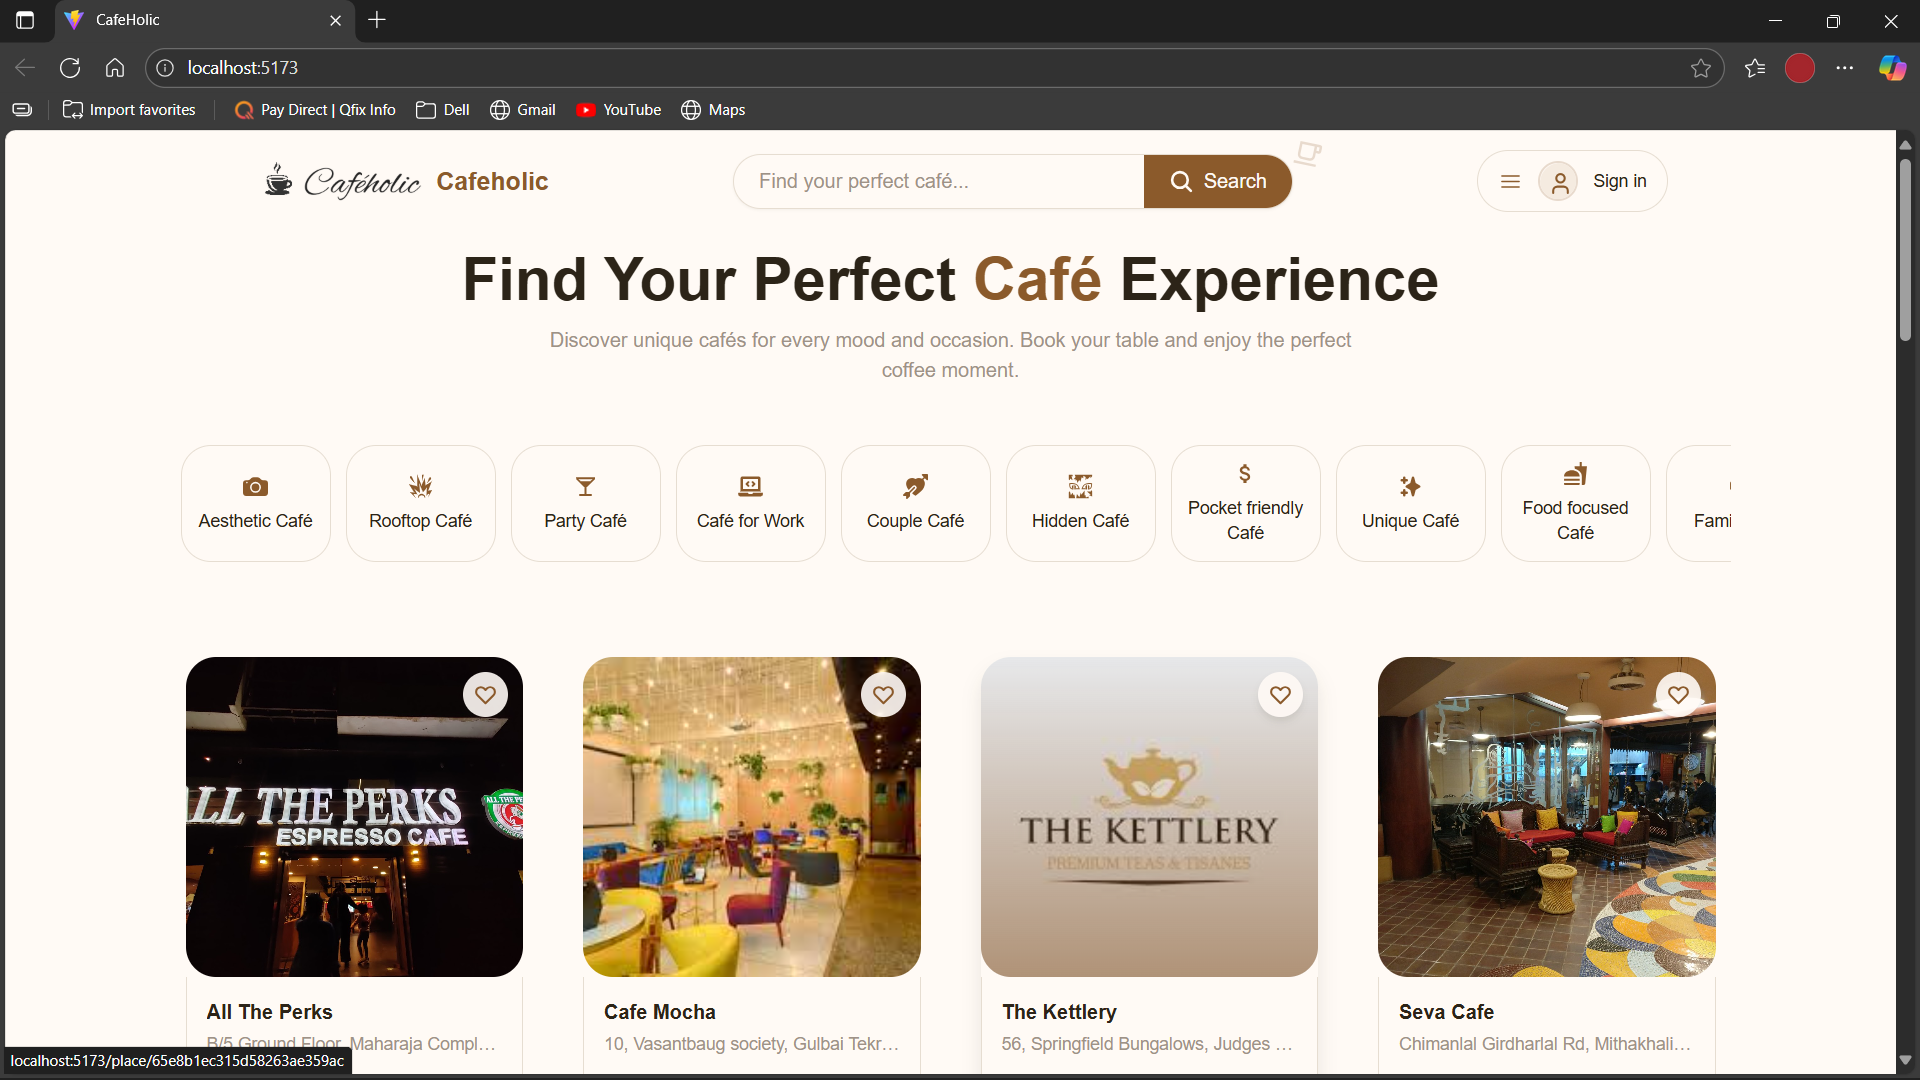 CafeHolic
localhost:5173
Import favorites
Pay Direct | Qfix Info
Dell
Gmail
YouTube
Maps
Caféholic
Cafeholic
Find your perfect café...
Search
Sign in
Find Your Perfect Café Experience
Discover unique cafés for every mood and occasion. Book your table and enjoy the perfect
coffee moment.
Aesthetic Café
Rooftop Café
Party Café
Café for Work
Couple Café
Hidden Café
Pocket friendly
Café
Unique Café
Food focused
Café
Fami
LL THE PERKS
ESPRESSO CAFE
THE KETTLERY
PREMIUM TEAS & TISANES
All The Perks
B/5 Ground Floor, Maharaja Compl...
Cafe Mocha
10, Vasantbaug society, Gulbai Tekr...
The Kettlery
56, Springfield Bungalows, Judges ...
Seva Cafe
Chimanlal Girdharlal Rd, Mithakhali...
localhost:5173/place/65e8b1ec315d58263ae359ac